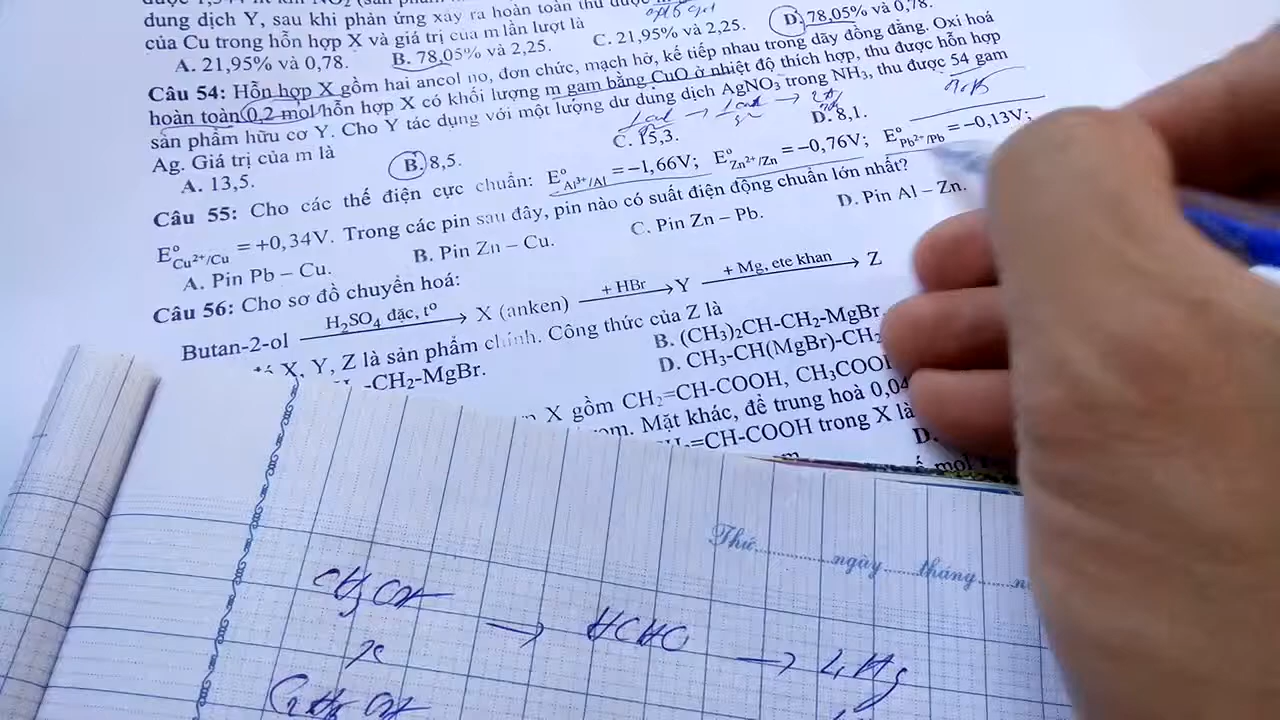 dung dịch Y, sau khi phản ứng xảy ra hoàn toàn thu được
của Cu trong hỗn hợp X và giá trị của m lần lượt là
A. 21,95% và 0,78. B. 78,05% và 2,25. C. 21,95% và 2,25. D. 78,05% và 0,78.
Câu 54: Hỗn hợp X gồm hai ancol no, đơn chức, mạch hở, kế tiếp nhau trong dãy đồng đẳng. Oxi hoá
hoàn toàn 0,2 mol hỗn hợp X có khối lượng m gam bằng CuO ở nhiệt độ thích hợp, thu được hỗn hợp
sản phẩm hữu cơ Y. Cho Y tác dụng với một lượng dư dung dịch AgNO₃ trong NH₃, thu được 54 gam
Ag. Giá trị của m là
A. 13,5. B. 8,5. C. 15,3. D. 8,1.
Câu 55: Cho các thế điện cực chuẩn: E°Al³⁺/Al = −1,66V; E°Zn²⁺/Zn = −0,76V; E°Pb²⁺/Pb = −0,13V;
E°Cu²⁺/Cu = +0,34V. Trong các pin sau đây, pin nào có suất điện động chuẩn lớn nhất?
A. Pin Pb – Cu. B. Pin Zn – Cu. C. Pin Zn – Pb. D. Pin Al – Zn.
Câu 56: Cho sơ đồ chuyển hoá:
Butan-2-ol H₂SO₄ đặc, t° → X (anken) + HBr → Y + Mg, ete khan → Z
X, Y, Z là sản phẩm chính. Công thức của Z là
B. (CH₃)₂CH-CH₂-MgBr
-CH₂-MgBr. D. CH₃-CH(MgBr)-CH₂
X gồm CH₂=CH-COOH, CH₃COO
Mặt khác, để trung hoà 0,04
=CH-COOH trong X là
D.
mol
Thứ ngày tháng
CH₃OH → HCHO → 4Ag
C₂H₅OH